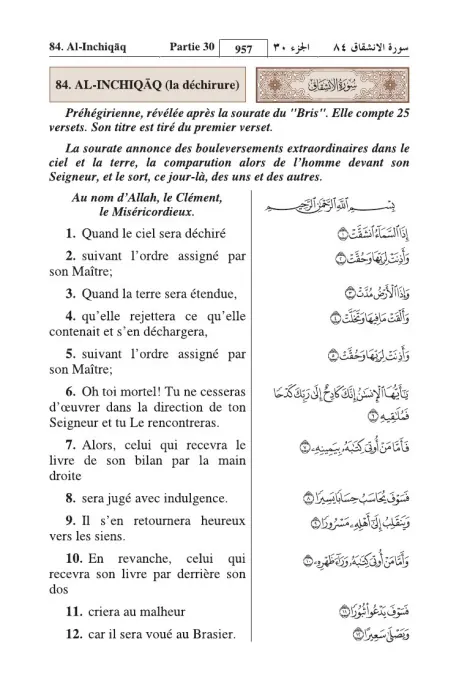 84. Al-Inchiqāq Partie 30 957 الجزء ٣٠ سورة الانشقاق ٨٤
84. AL-INCHIQĀQ (la déchirure) سُورَةُ الانشِقَاقِ
Préhégirienne, révélée après la sourate du "Bris". Elle compte 25
versets. Son titre est tiré du premier verset.
La sourate annonce des bouleversements extraordinaires dans le
ciel et la terre, la comparution alors de l’homme devant son
Seigneur, et le sort, ce jour-là, des uns et des autres.
Au nom d’Allah, le Clément,
le Miséricordieux.
بِسْمِ ٱللَّهِ ٱلرَّحْمَٰنِ ٱلرَّحِيمِ
1. Quand le ciel sera déchiré
إِذَا ٱلسَّمَآءُ ٱنشَقَّتْ ١
2. suivant l’ordre assigné par
son Maître;
وَأَذِنَتْ لِرَبِّهَا وَحُقَّتْ ٢
3. Quand la terre sera étendue,
وَإِذَا ٱلْأَرْضُ مُدَّتْ ٣
4. qu’elle rejettera ce qu’elle
contenait et s’en déchargera,
وَأَلْقَتْ مَا فِيهَا وَتَخَلَّتْ ٤
5. suivant l’ordre assigné par
son Maître;
وَأَذِنَتْ لِرَبِّهَا وَحُقَّتْ ٥
6. Oh toi mortel! Tu ne cesseras
d’œuvrer dans la direction de ton
Seigneur et tu Le rencontreras.
يَٰٓأَيُّهَا ٱلْإِنسَٰنُ إِنَّكَ كَادِحٌ إِلَىٰ رَبِّكَ كَدْحًا
فَمُلَٰقِيهِ ٦
7. Alors, celui qui recevra le
livre de son bilan par la main
droite
فَأَمَّا مَنْ أُوتِيَ كِتَٰبَهُۥ بِيَمِينِهِۦ ٧
8. sera jugé avec indulgence.
فَسَوْفَ يُحَاسَبُ حِسَابًا يَسِيرًا ٨
9. Il s’en retournera heureux
vers les siens.
وَيَنقَلِبُ إِلَىٰٓ أَهْلِهِۦ مَسْرُورًا ٩
10. En revanche, celui qui
recevra son livre par derrière son
dos
وَأَمَّا مَنْ أُوتِيَ كِتَٰبَهُۥ وَرَآءَ ظَهْرِهِۦ ١٠
11. criera au malheur
فَسَوْفَ يَدْعُوا۟ ثُبُورًا ١١
12. car il sera voué au Brasier.
وَيَصْلَىٰ سَعِيرًا ١٢